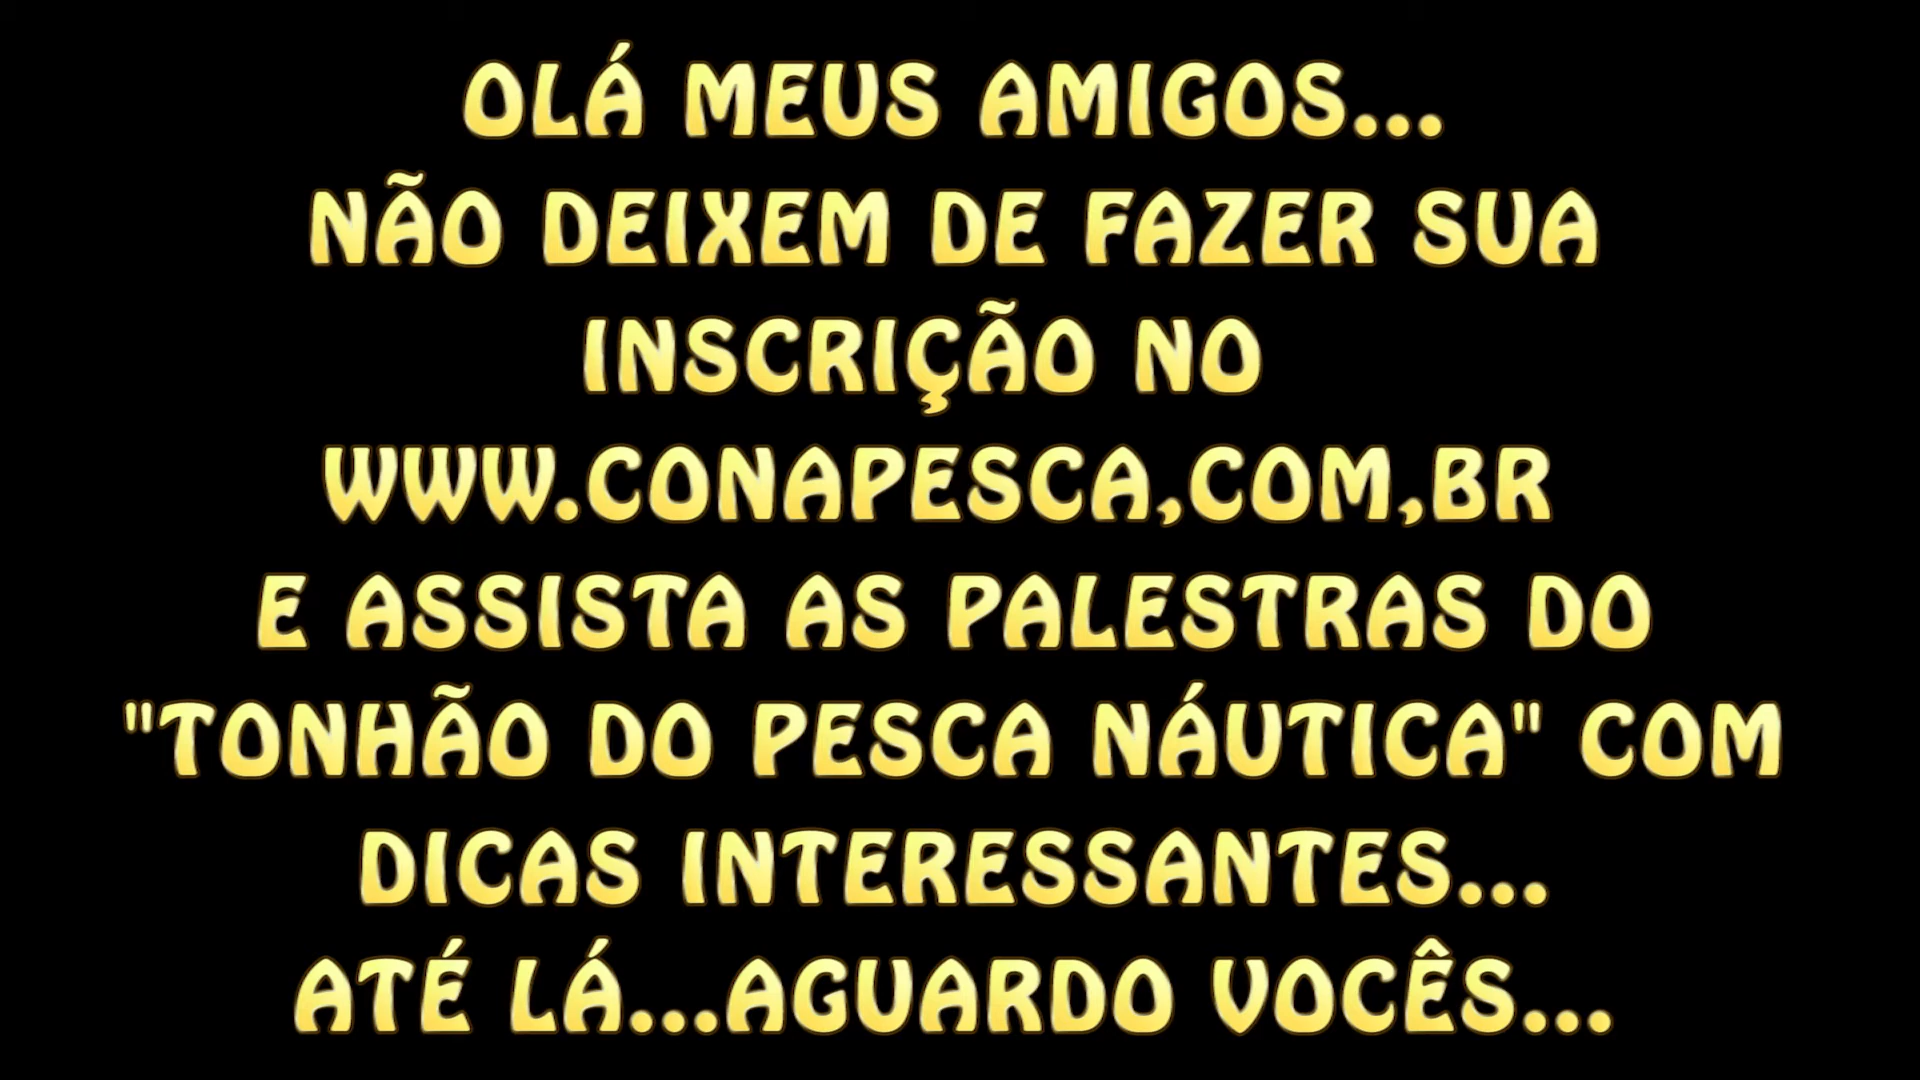 OLÁ MEUS AMIGOS...
NÃO DEIXEM DE FAZER SUA
INSCRIÇÃO NO
WWW.CONAPESCA,COM,BR
E ASSISTA AS PALESTRAS DO
"TONHÃO DO PESCA NÁUTICA" COM
DICAS INTERESSANTES...
ATÉ LÁ...AGUARDO VOCÊS...